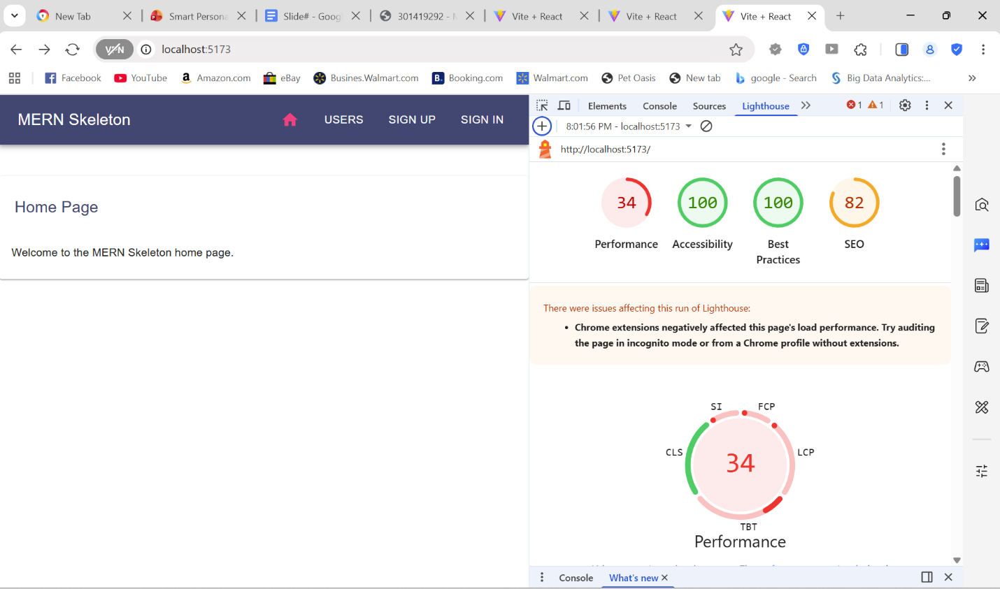 New Tab
Smart Persona
Slide# - Goog
301419292 - N
Vite + React
Vite + React
Vite + React
VPN
localhost:5173
Facebook
YouTube
Amazon.com
eBay
Busines.Walmart.com
Booking.com
Walmart.com
Pet Oasis
New tab
google - Search
Big Data Analytics:...
MERN Skeleton
USERS
SIGN UP
SIGN IN
Home Page
Welcome to the MERN Skeleton home page.
Elements
Console
Sources
Lighthouse
1
1
8:01:56 PM - localhost:5173
http://localhost:5173/
34
100
100
82
Performance
Accessibility
Best
Practices
SEO
There were issues affecting this run of Lighthouse:
• Chrome extensions negatively affected this page's load performance. Try auditing
the page in incognito mode or from a Chrome profile without extensions.
SI
FCP
CLS
LCP
34
TBT
Performance
Console
What's new